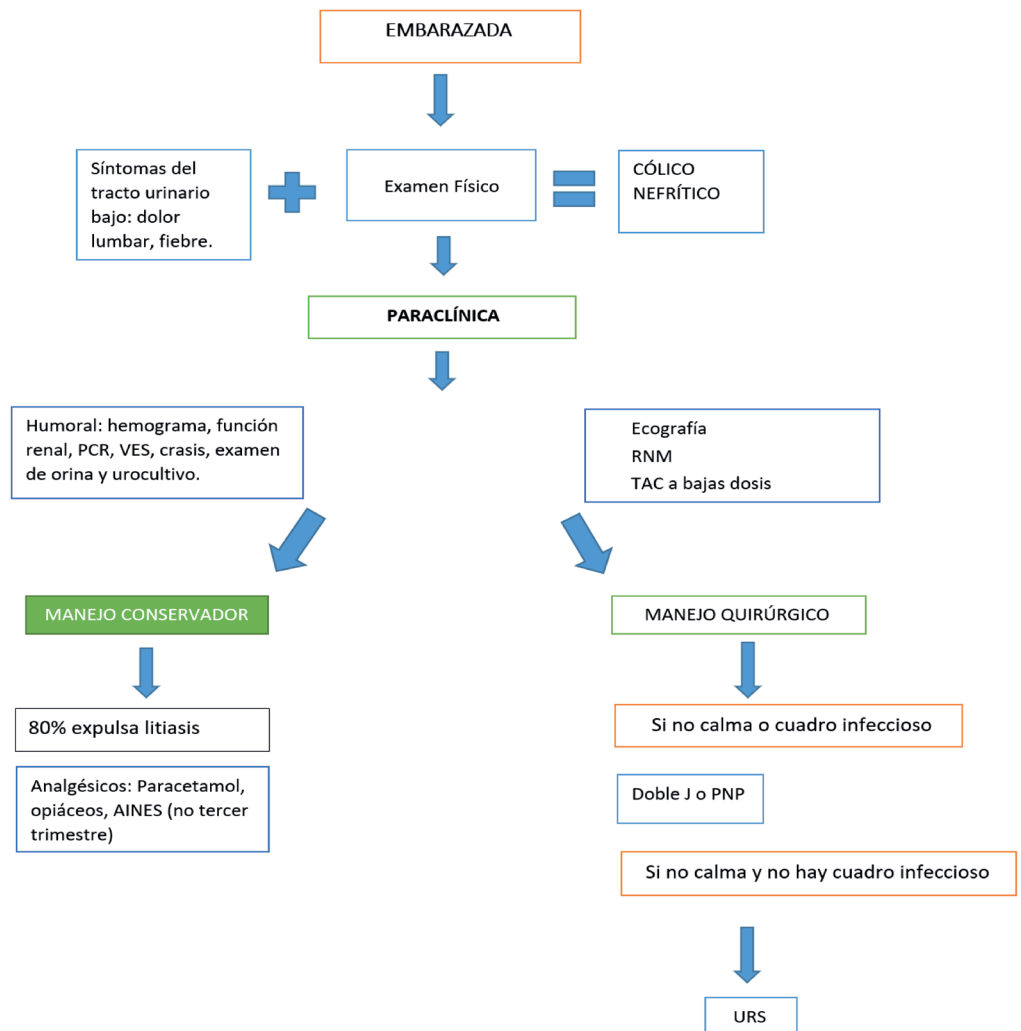 EMBARAZADA
Síntomas del
tracto urinario
bajo: dolor
lumbar, fiebre.
Examen Físico
CÓLICO
NEFRÍTICO
PARACLÍNICA
Humoral: hemograma, función
renal, PCR, VES, crasis, examen
de orina y urocultivo.
Ecografía
RNM
TAC a bajas dosis
MANEJO CONSERVADOR
MANEJO QUIRÚRGICO
80% expulsa litiasis
Si no calma o cuadro infeccioso
Analgésicos: Paracetamol,
opiáceos, AINES (no tercer
trimestre)
Doble J o PNP
Si no calma y no hay cuadro infeccioso
URS